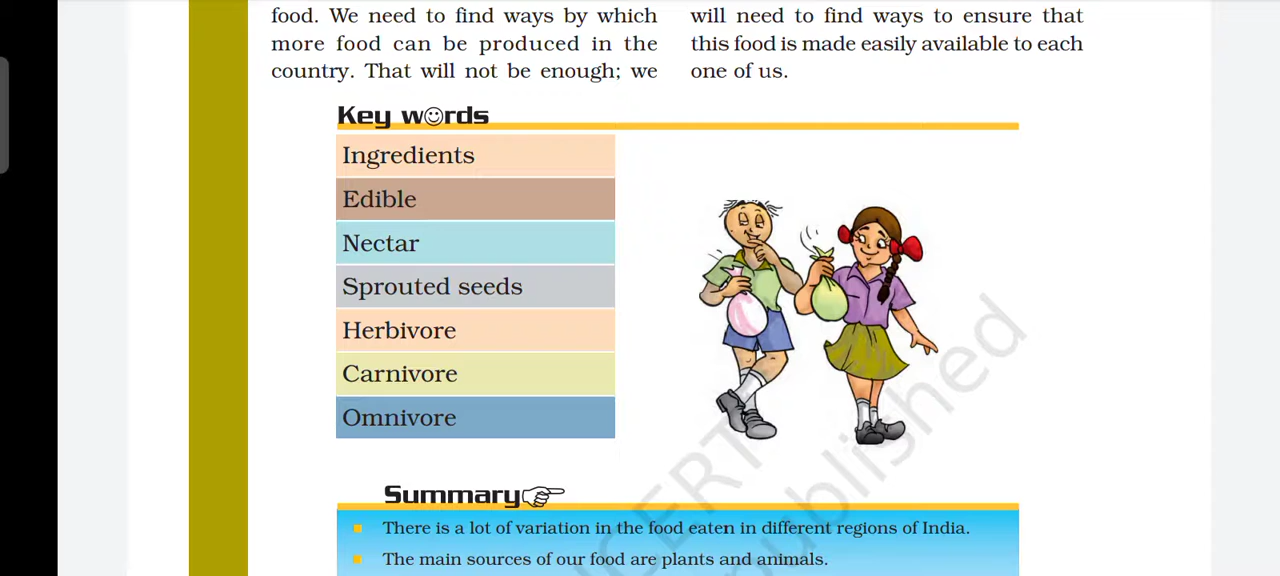 food. We need to find ways by which
more food can be produced in the
country. That will not be enough; we
will need to find ways to ensure that
this food is made easily available to each
one of us.
Key words
Ingredients
Edible
Nectar
Sprouted seeds
Herbivore
Carnivore
Omnivore
Summary
There is a lot of variation in the food eaten in different regions of India.
The main sources of our food are plants and animals.
NCERT
published